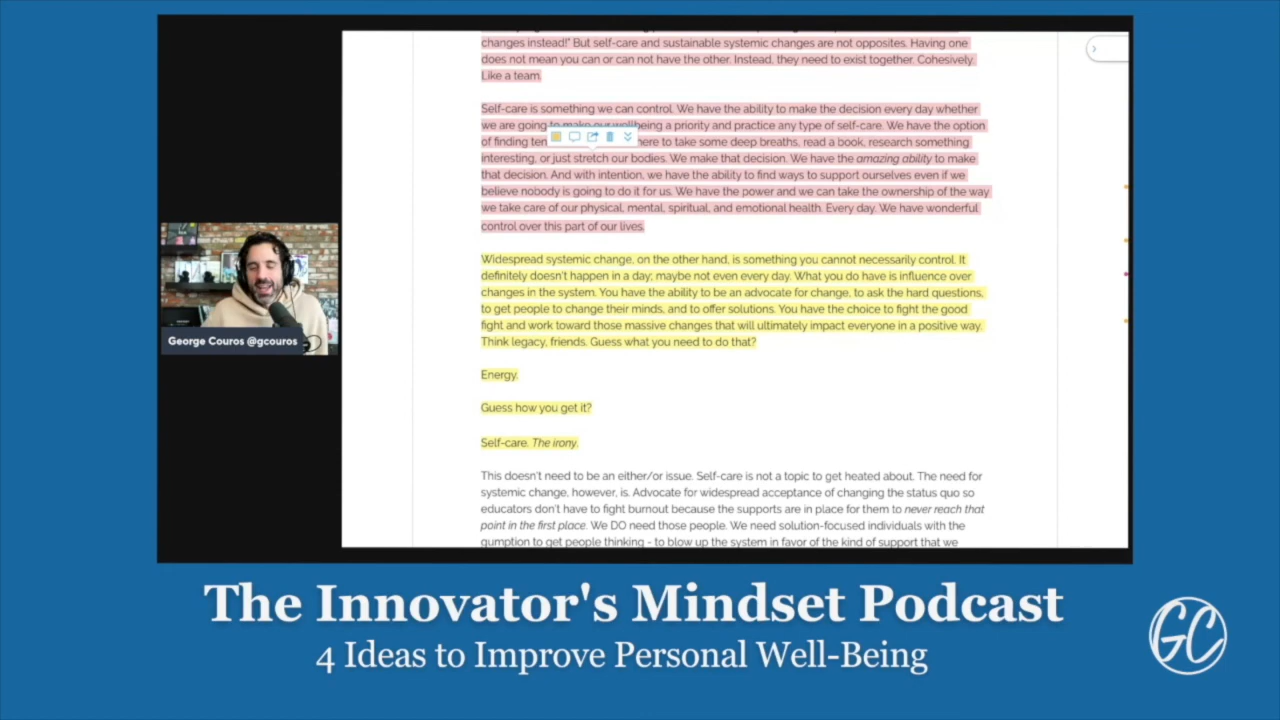 changes instead!" But self-care and sustainable systemic changes are not opposites. Having one
does not mean you can or can not have the other. Instead, they need to exist together. Cohesively.
Like a team.
Self-care is something we can control. We have the ability to make the decision every day whether
we are going to make our wellbeing a priority and practice any type of self-care. We have the option
of finding ten here to take some deep breaths, read a book, research something
interesting, or just stretch our bodies. We make that decision. We have the amazing ability to make
that decision. And with intention, we have the ability to find ways to support ourselves even if we
believe nobody is going to do it for us. We have the power and we can take the ownership of the way
we take care of our physical, mental, spiritual, and emotional health. Every day. We have wonderful
control over this part of our lives.
Widespread systemic change, on the other hand, is something you cannot necessarily control. It
definitely doesn't happen in a day; maybe not even every day. What you do have is influence over
changes in the system. You have the ability to be an advocate for change, to ask the hard questions,
to get people to change their minds, and to offer solutions. You have the choice to fight the good
fight and work toward those massive changes that will ultimately impact everyone in a positive way.
Think legacy, friends. Guess what you need to do that?
Energy.
Guess how you get it?
Self-care. The irony.
This doesn't need to be an either/or issue. Self-care is not a topic to get heated about. The need for
systemic change, however, is. Advocate for widespread acceptance of changing the status quo so
educators don't have to fight burnout because the supports are in place for them to never reach that
point in the first place. We DO need those people. We need solution-focused individuals with the
gumption to get people thinking - to blow up the system in favor of the kind of support that we
George Couros @gcouros
The Innovator's Mindset Podcast
4 Ideas to Improve Personal Well-Being
GC